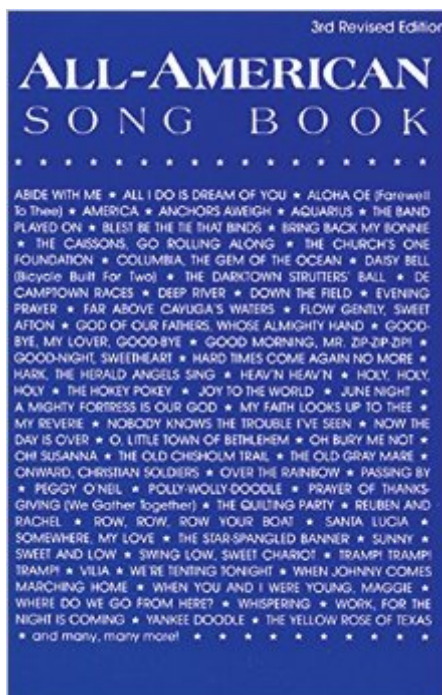 3rd Revised Edition
ALL-AMERICAN
SONG BOOK
ABIDE WITH ME ★ ALL I DO IS DREAM OF YOU ★ ALOHA OE (Farewell
To Thee) ★ AMERICA ★ ANCHORS AWEIGH ★ AQUARIUS ★ THE BAND
PLAYED ON ★ BLEST BE THE TIE THAT BINDS ★ BRING BACK MY BONNIE
★ THE CAISSONS, GO ROLLING ALONG ★ THE CHURCH'S ONE
FOUNDATION ★ COLUMBIA, THE GEM OF THE OCEAN ★ DAISY BELL
(Bicycle Built For Two) ★ THE DARKTOWN STRUTTERS' BALL ★ DE
CAMPTOWN RACES ★ DEEP RIVER ★ DOWN THE FIELD ★ EVENING
PRAYER ★ FAR ABOVE CAYUGA'S WATERS ★ FLOW GENTLY, SWEET
AFTON ★ GOD OF OUR FATHERS, WHOSE ALMIGHTY HAND ★ GOOD-
BYE, MY LOVER, GOOD-BYE ★ GOOD MORNING, MR. ZIP-ZIP-ZIP! ★
GOOD-NIGHT, SWEETHEART ★ HARD TIMES COME AGAIN NO MORE ★
HARK, THE HERALD ANGELS SING ★ HEAV'N HEAV'N ★ HOLY, HOLY,
HOLY ★ THE HOKEY POKEY ★ JOY TO THE WORLD ★ JUNE NIGHT ★
A MIGHTY FORTRESS IS OUR GOD ★ MY FAITH LOOKS UP TO THEE ★
MY REVERIE ★ NOBODY KNOWS THE TROUBLE I'VE SEEN ★ NOW THE
DAY IS OVER ★ O, LITTLE TOWN OF BETHLEHEM ★ OH BURY ME NOT ★
OH! SUSANNA ★ THE OLD CHISHOLM TRAIL ★ THE OLD GRAY MARE ★
ONWARD, CHRISTIAN SOLDIERS ★ OVER THE RAINBOW ★ PASSING BY
★ PEGGY O'NEIL ★ POLLY-WOLLY-DOODLE ★ PRAYER OF THANKS-
GIVING (We Gather Together) ★ THE QUILTING PARTY ★ REUBEN AND
RACHEL ★ ROW, ROW, ROW YOUR BOAT ★ SANTA LUCIA ★
SOMEWHERE, MY LOVE ★ THE STAR-SPANGLED BANNER ★ SUNNY ★
SWEET AND LOW ★ SWING LOW, SWEET CHARIOT ★ TRAMP! TRAMP!
TRAMP! ★ VILIA ★ WE'RE TENTING TONIGHT ★ WHEN JOHNNY COMES
MARCHING HOME ★ WHEN YOU AND I WERE YOUNG, MAGGIE ★
WHERE DO WE GO FROM HERE? ★ WHISPERING ★ WORK, FOR THE
NIGHT IS COMING ★ YANKEE DOODLE ★ THE YELLOW ROSE OF TEXAS
★ and many, many more! ★ ★ ★ ★ ★ ★ ★ ★ ★ ★